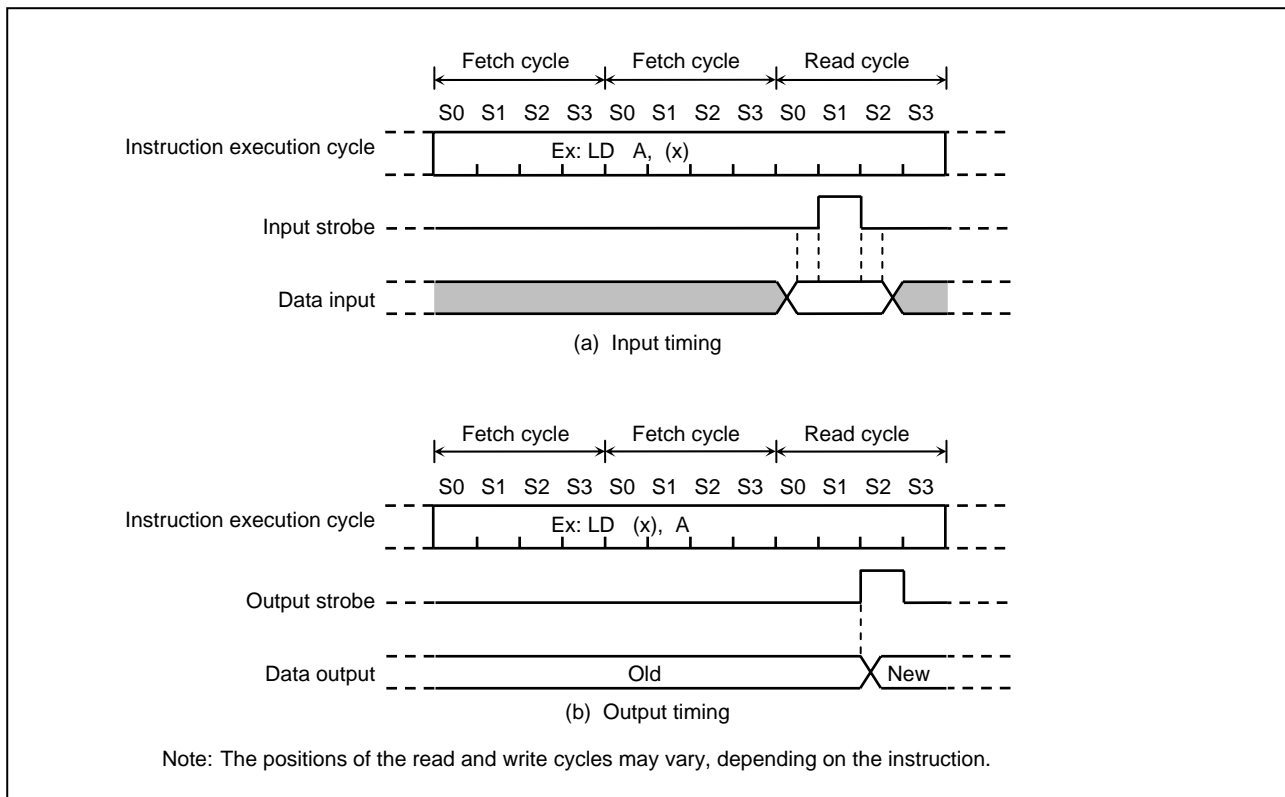 Fetch cycle Fetch cycle Read cycle
S0 S1 S2 S3 S0 S1 S2 S3 S0 S1 S2 S3
Instruction execution cycle Ex: LD A, (x)
Input strobe
Data input
(a) Input timing
Fetch cycle Fetch cycle Read cycle
S0 S1 S2 S3 S0 S1 S2 S3 S0 S1 S2 S3
Instruction execution cycle Ex: LD (x), A
Output strobe
Data output Old New
(b) Output timing
Note: The positions of the read and write cycles may vary, depending on the instruction.